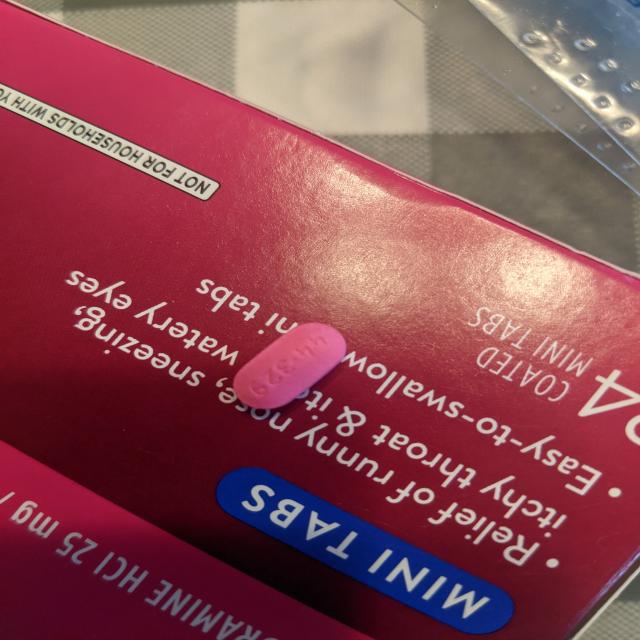 HCl 25 mg /
MINI TABS
• Relief of runny nose, sneezing,
itchy throat & watery eyes
• Easy-to-swallow tabs
24
COATED
MINI TABS
NOT FOR HOUSEHOLDS WITH
44 329